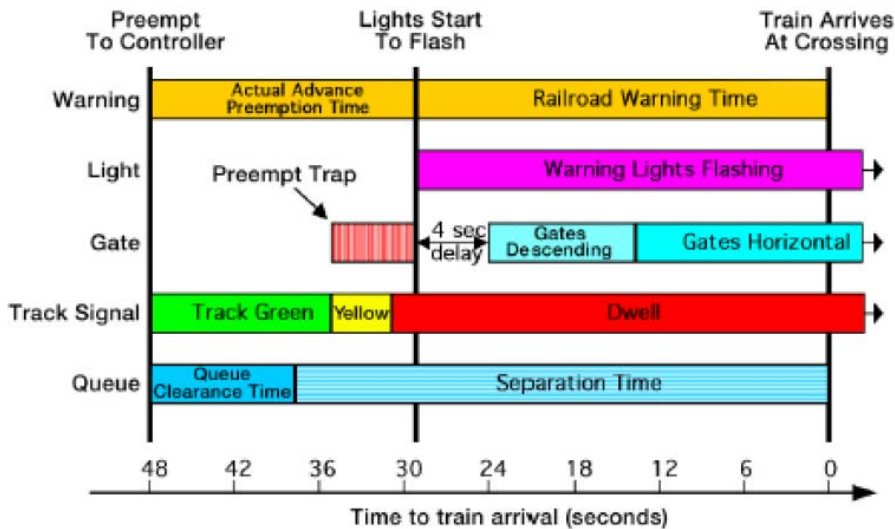 Preempt
To Controller
Lights Start
To Flash
Train Arrives
At Crossing
Warning
Actual Advance
Preemption Time
Railroad Warning Time
Light
Warning Lights Flashing
Preempt Trap
Gate
4 sec
delay
Gates
Descending
Gates Horizontal
Track Signal
Track Green
Yellow
Dwell
Queue
Queue
Clearance Time
Separation Time
48 42 36 30 24 18 12 6 0
Time to train arrival (seconds)